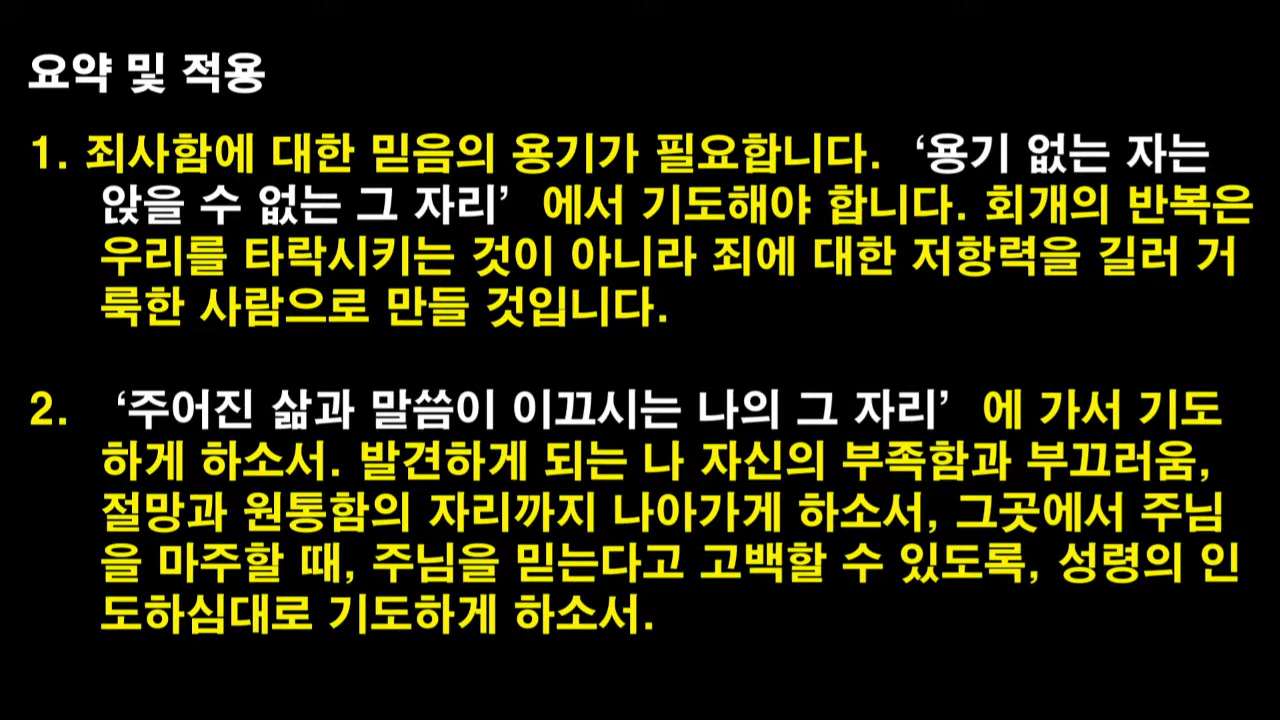 요약 및 적용
1. 죄사함에 대한 믿음의 용기가 필요합니다. ‘용기 없는 자는
앉을 수 없는 그 자리’ 에서 기도해야 합니다. 회개의 반복은
우리를 타락시키는 것이 아니라 죄에 대한 저항력을 길러 거
룩한 사람으로 만들 것입니다.
2. ‘주어진 삶과 말씀이 이끄시는 나의 그 자리’ 에 가서 기도
하게 하소서. 발견하게 되는 나 자신의 부족함과 부끄러움,
절망과 원통함의 자리까지 나아가게 하소서, 그곳에서 주님
을 마주할 때, 주님을 믿는다고 고백할 수 있도록, 성령의 인
도하심대로 기도하게 하소서.